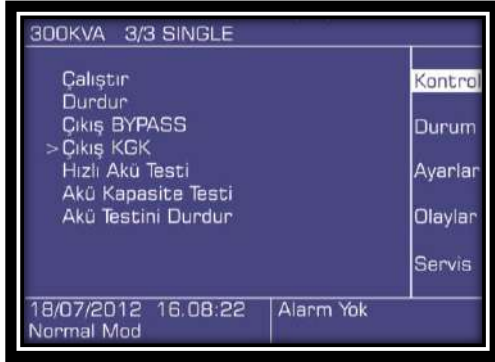 300KVA 3/3 SINGLE
Çalıştır
Durdur
Çıkış BYPASS
>Çıkış KGK
Hızlı Akü Testi
Akü Kapasite Testi
Akü Testini Durdur
Kontrol
Durum
Ayarlar
Olaylar
Servis
18/07/2012 16.08:22
Normal Mod
Alarm Yok